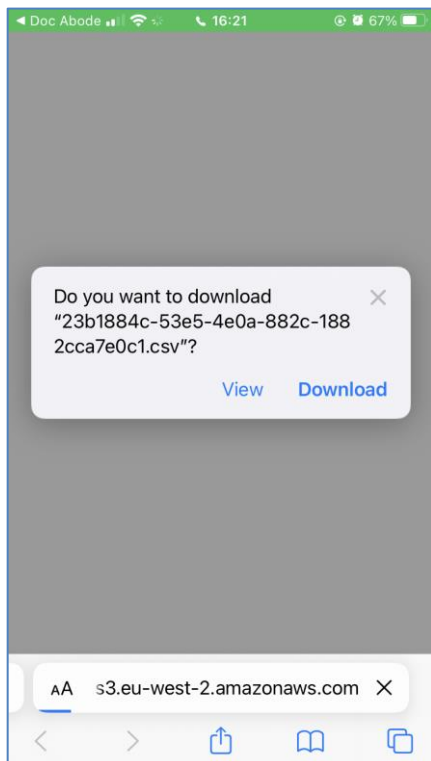 Doc Abode 16:21 67%
Do you want to download
“23b1884c-53e5-4e0a-882c-188
2cca7e0c1.csv”?
View Download
AA s3.eu-west-2.amazonaws.com